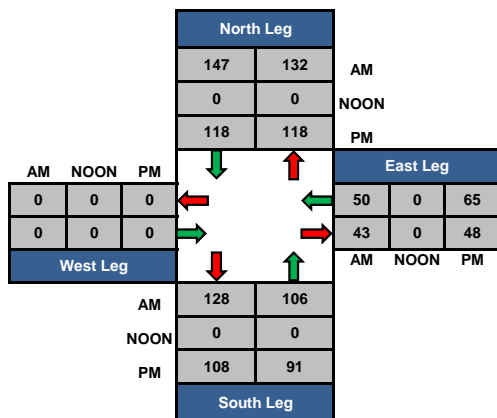 North Leg
147 132 AM
0 0 NOON
118 118 PM
AM NOON PM East Leg
0 0 0 50 0 65
0 0 0 43 0 48
West Leg AM NOON PM
AM 128 106
NOON 0 0
PM 108 91
South Leg